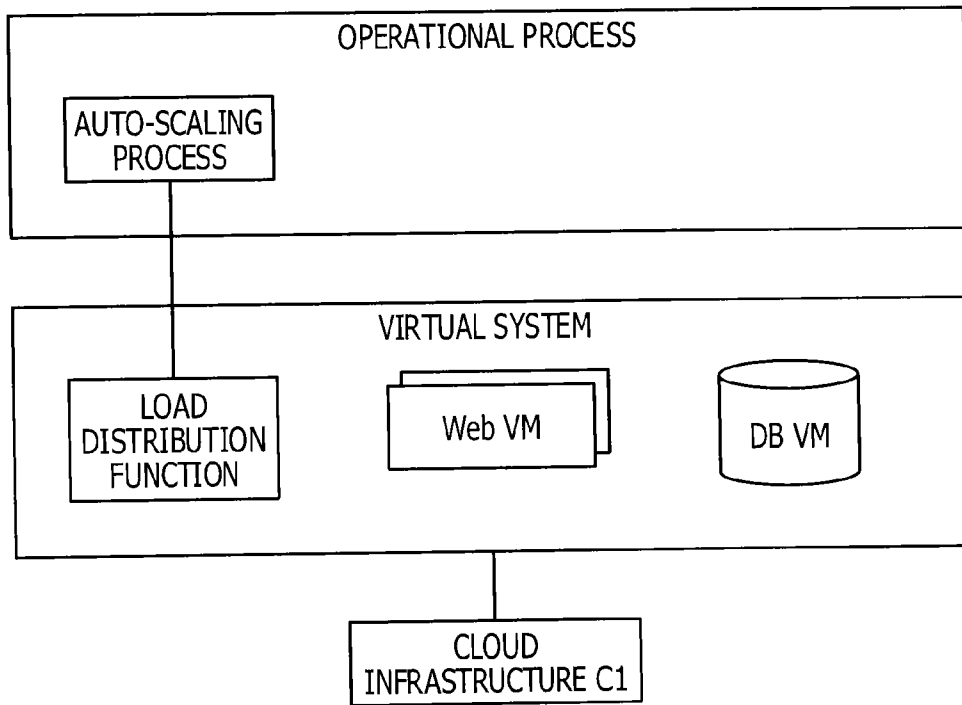 OPERATIONAL PROCESS
AUTO-SCALING
PROCESS
VIRTUAL SYSTEM
LOAD
DISTRIBUTION
FUNCTION
Web VM
DB VM
CLOUD
INFRASTRUCTURE C1